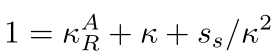 1 = κ_R^A + κ + s_s/κ^2